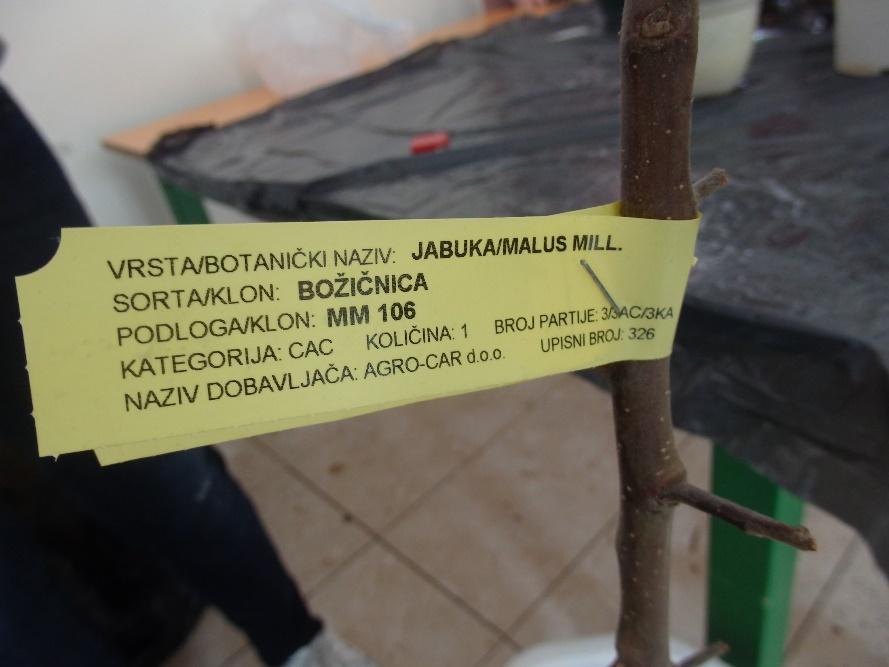 VRSTA/BOTANIČKI NAZIV: JABUKA/MALUS MILL.
SORTA/KLON: BOŽIČNICA
PODLOGA/KLON: MM 106
KATEGORIJA: CAC KOLIČINA: 1 BROJ PARTIJE: 3/3AC/3KA
NAZIV DOBAVLJAČA: AGRO-CAR d.o.o. UPISNI BROJ: 326